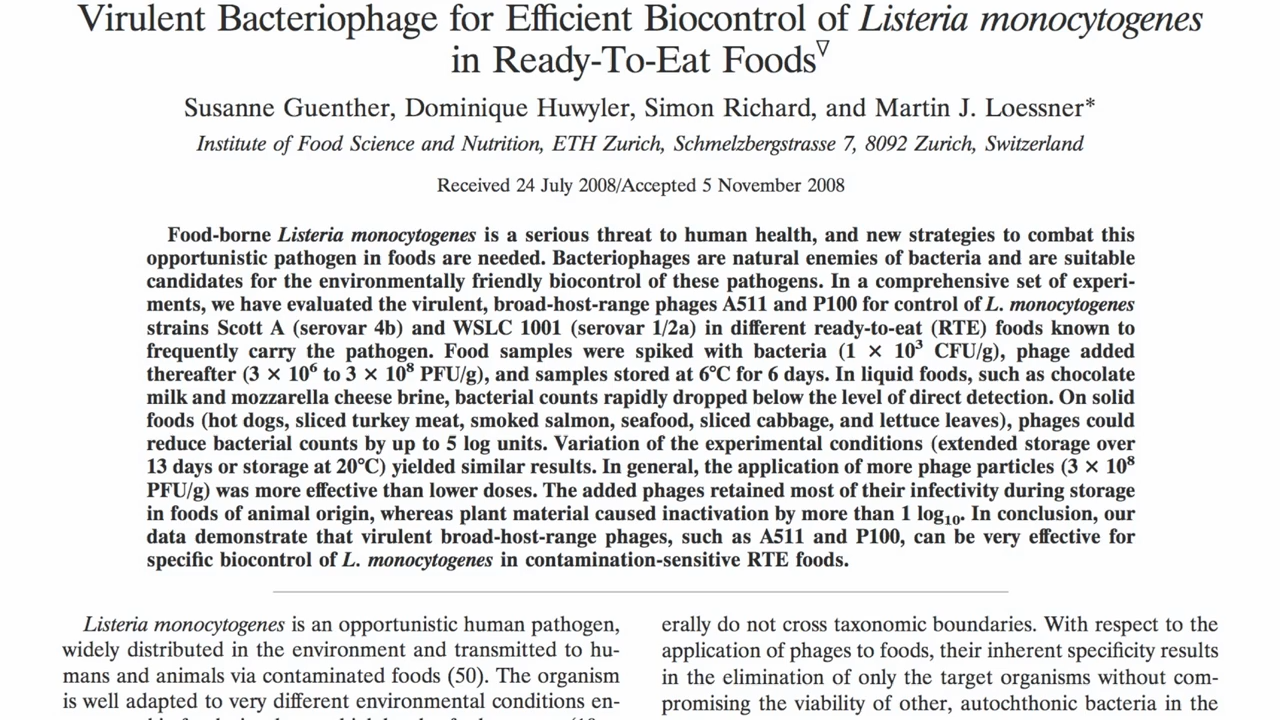 Virulent Bacteriophage for Efficient Biocontrol of Listeria monocytogenes
in Ready-To-Eat Foods∇
Susanne Guenther, Dominique Huwyler, Simon Richard, and Martin J. Loessner*
Institute of Food Science and Nutrition, ETH Zurich, Schmelzbergstrasse 7, 8092 Zurich, Switzerland
Received 24 July 2008/Accepted 5 November 2008
Food-borne Listeria monocytogenes is a serious threat to human health, and new strategies to combat this
opportunistic pathogen in foods are needed. Bacteriophages are natural enemies of bacteria and are suitable
candidates for the environmentally friendly biocontrol of these pathogens. In a comprehensive set of experi-
ments, we have evaluated the virulent, broad-host-range phages A511 and P100 for control of L. monocytogenes
strains Scott A (serovar 4b) and WSLC 1001 (serovar 1/2a) in different ready-to-eat (RTE) foods known to
frequently carry the pathogen. Food samples were spiked with bacteria (1 × 10³ CFU/g), phage added
thereafter (3 × 10⁶ to 3 × 10⁸ PFU/g), and samples stored at 6°C for 6 days. In liquid foods, such as chocolate
milk and mozzarella cheese brine, bacterial counts rapidly dropped below the level of direct detection. On solid
foods (hot dogs, sliced turkey meat, smoked salmon, seafood, sliced cabbage, and lettuce leaves), phages could
reduce bacterial counts by up to 5 log units. Variation of the experimental conditions (extended storage over
13 days or storage at 20°C) yielded similar results. In general, the application of more phage particles (3 × 10⁸
PFU/g) was more effective than lower doses. The added phages retained most of their infectivity during storage
in foods of animal origin, whereas plant material caused inactivation by more than 1 log₁₀. In conclusion, our
data demonstrate that virulent broad-host-range phages, such as A511 and P100, can be very effective for
specific biocontrol of L. monocytogenes in contamination-sensitive RTE foods.
Listeria monocytogenes is an opportunistic human pathogen,
widely distributed in the environment and transmitted to hu-
mans and animals via contaminated foods (50). The organism
is well adapted to very different environmental conditions en-
erally do not cross taxonomic boundaries. With respect to the
application of phages to foods, their inherent specificity results
in the elimination of only the target organisms without com-
promising the viability of other, autochthonic bacteria in the